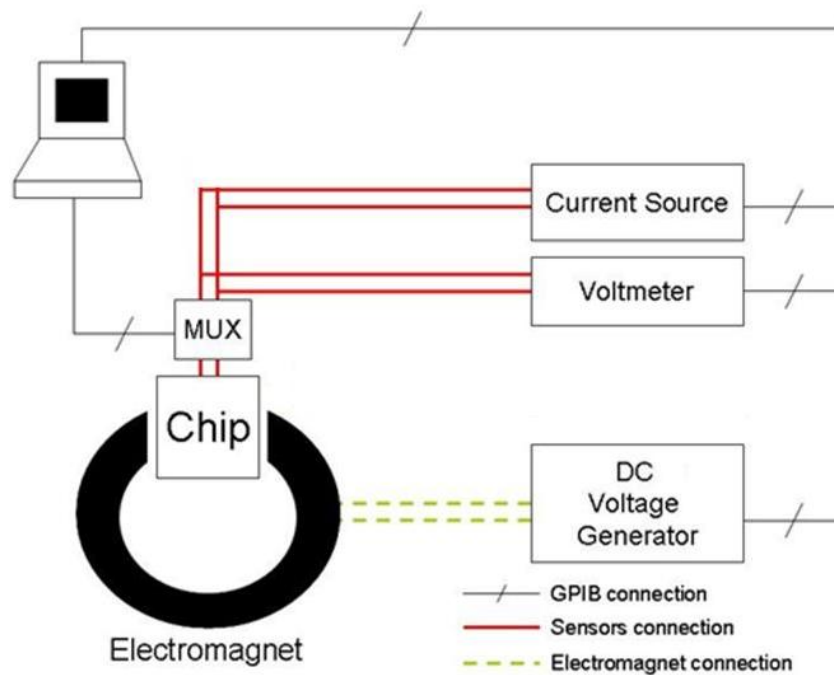 Current Source
Voltmeter
MUX
Chip
DC
Voltage
Generator
Electromagnet
GPIB connection
Sensors connection
Electromagnet connection